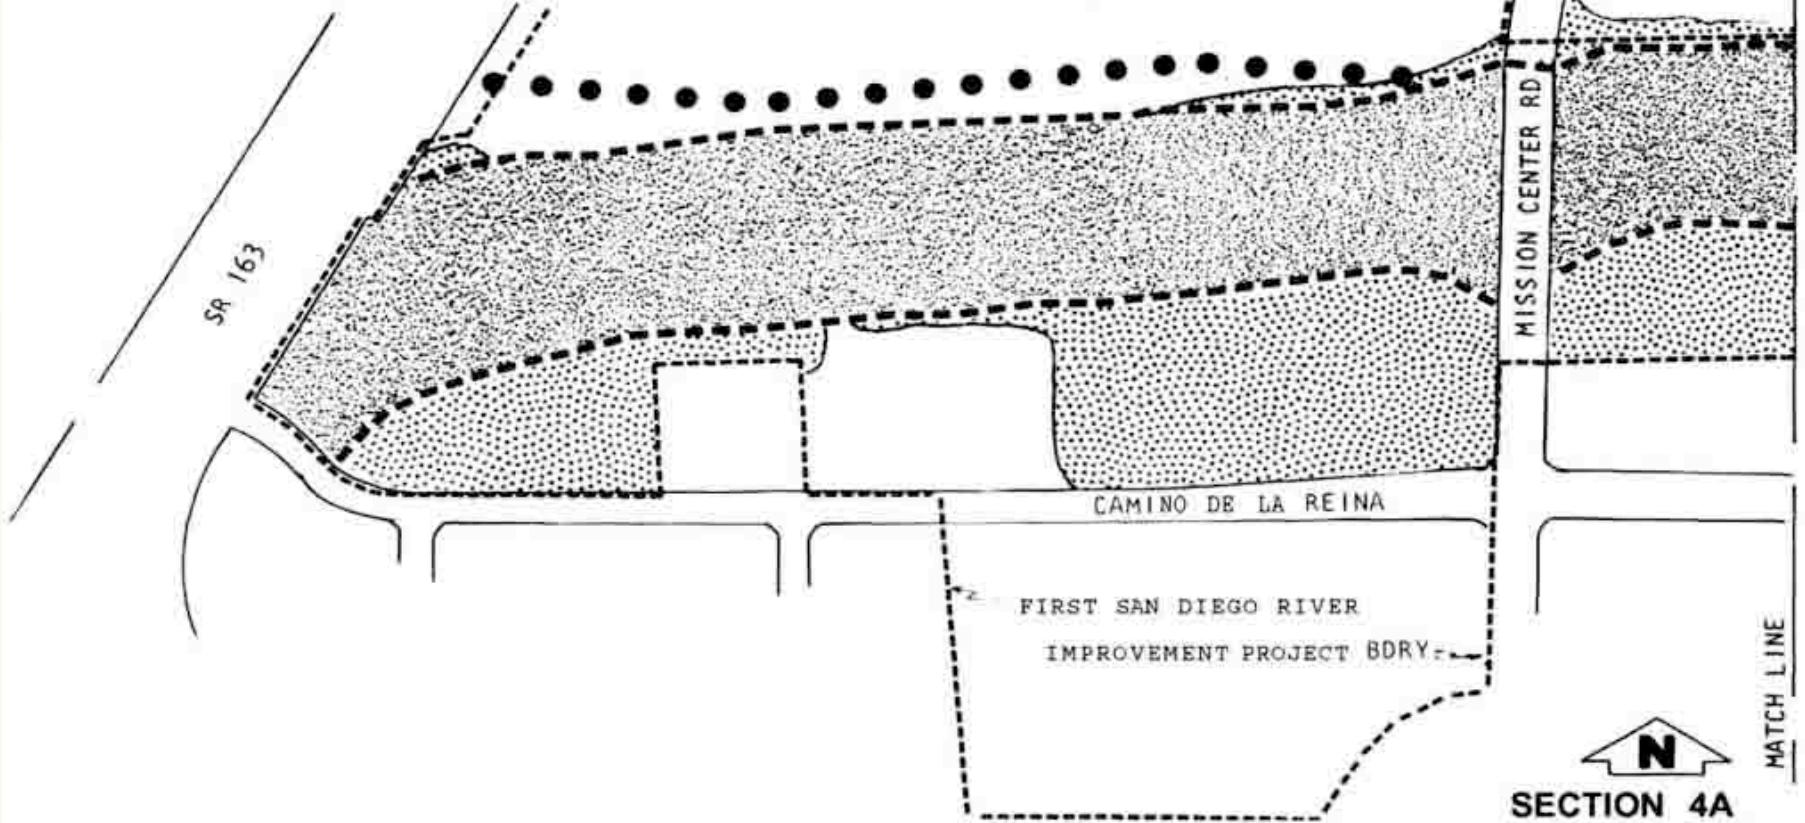 SR 163
MISSION CENTER RD
CAMINO DE LA REINA
FIRST SAN DIEGO RIVER
IMPROVEMENT PROJECT BDRY
MATCH LINE
N
SECTION 4A